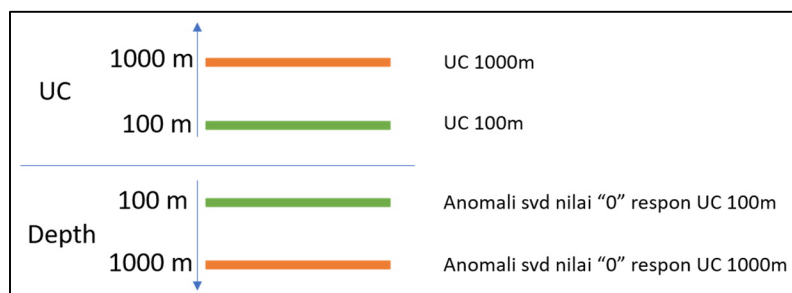 1000 m UC 1000m
UC
100 m UC 100m
100 m Anomali svd nilai “0” respon UC 100m
Depth
1000 m Anomali svd nilai “0” respon UC 1000m